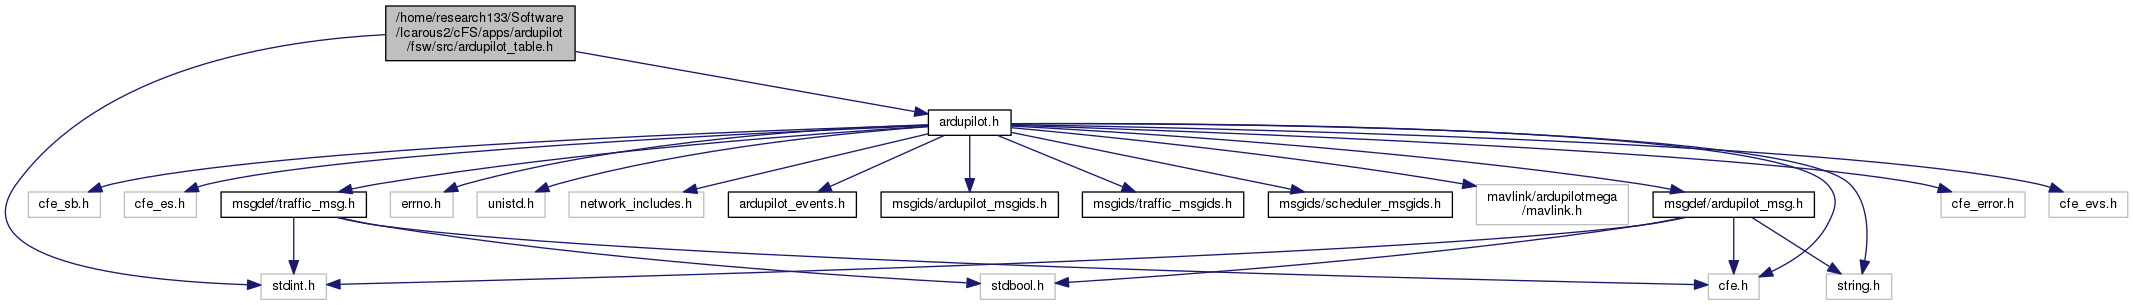 /home/research133/Software
/Icarous2/cFS/apps/ardupilot
/fsw/src/ardupilot_table.h
ardupilot.h
cfe_sb.h
cfe_es.h
msgdef/traffic_msg.h
errno.h
unistd.h
network_includes.h
ardupilot_events.h
msgids/ardupilot_msgids.h
msgids/traffic_msgids.h
msgids/scheduler_msgids.h
mavlink/ardupilotmega
/mavlink.h
msgdef/ardupilot_msg.h
cfe_error.h
cfe_evs.h
stdint.h
stdbool.h
cfe.h
string.h